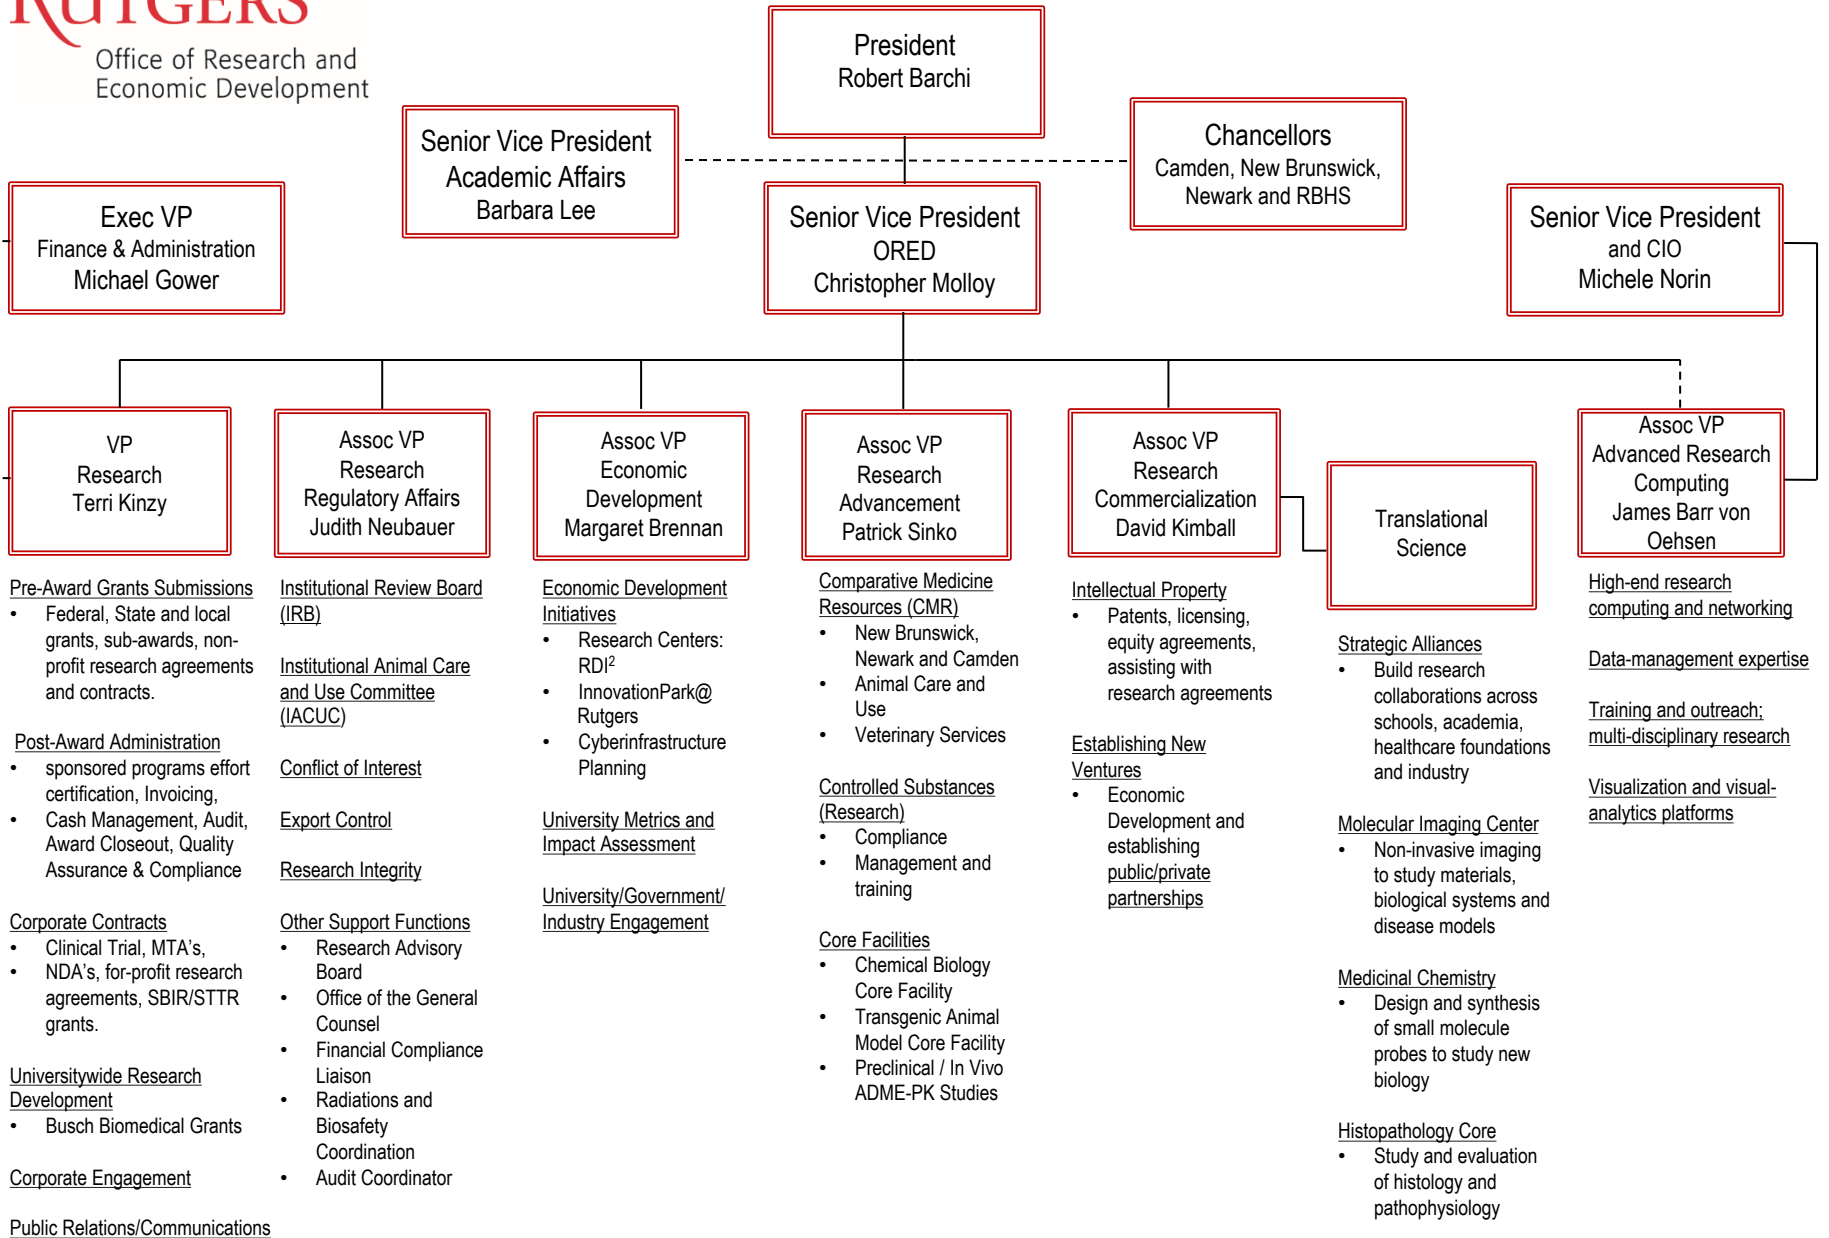 RUTGERS
Office of Research and
Economic Development
President
Robert Barchi
Senior Vice President
Academic Affairs
Barbara Lee
Chancellors
Camden, New Brunswick,
Newark and RBHS
Exec VP
Finance & Administration
Michael Gower
Senior Vice President
ORED
Christopher Molloy
Senior Vice President
and CIO
Michele Norin
VP
Research
Terri Kinzy
Assoc VP
Research
Regulatory Affairs
Judith Neubauer
Assoc VP
Economic
Development
Margaret Brennan
Assoc VP
Research
Advancement
Patrick Sinko
Assoc VP
Research
Commercialization
David Kimball
Translational
Science
Assoc VP
Advanced Research
Computing
James Barr von
Oehsen
Pre-Award Grants Submissions
• Federal, State and local
grants, sub-awards, non-
profit research agreements
and contracts.
Post-Award Administration
• sponsored programs effort
certification, Invoicing,
• Cash Management, Audit,
Award Closeout, Quality
Assurance & Compliance
Corporate Contracts
• Clinical Trial, MTA's,
• NDA's, for-profit research
agreements, SBIR/STTR
grants.
Universitywide Research
Development
• Busch Biomedical Grants
Corporate Engagement
Public Relations/Communications
Institutional Review Board
(IRB)
Institutional Animal Care
and Use Committee
(IACUC)
Conflict of Interest
Export Control
Research Integrity
Other Support Functions
• Research Advisory
Board
• Office of the General
Counsel
• Financial Compliance
Liaison
• Radiations and
Biosafety
Coordination
• Audit Coordinator
Economic Development
Initiatives
• Research Centers:
RDI²
• InnovationPark@
Rutgers
• Cyberinfrastructure
Planning
University Metrics and
Impact Assessment
University/Government/
Industry Engagement
Comparative Medicine
Resources (CMR)
• New Brunswick,
Newark and Camden
• Animal Care and
Use
• Veterinary Services
Controlled Substances
(Research)
• Compliance
• Management and
training
Core Facilities
• Chemical Biology
Core Facility
• Transgenic Animal
Model Core Facility
• Preclinical / In Vivo
ADME-PK Studies
Intellectual Property
• Patents, licensing,
equity agreements,
assisting with
research agreements
Establishing New
Ventures
• Economic
Development and
establishing
public/private
partnerships
Strategic Alliances
• Build research
collaborations across
schools, academia,
healthcare foundations
and industry
Molecular Imaging Center
• Non-invasive imaging
to study materials,
biological systems and
disease models
Medicinal Chemistry
• Design and synthesis
of small molecule
probes to study new
biology
Histopathology Core
• Study and evaluation
of histology and
pathophysiology
High-end research
computing and networking
Data-management expertise
Training and outreach;
multi-disciplinary research
Visualization and visual-
analytics platforms